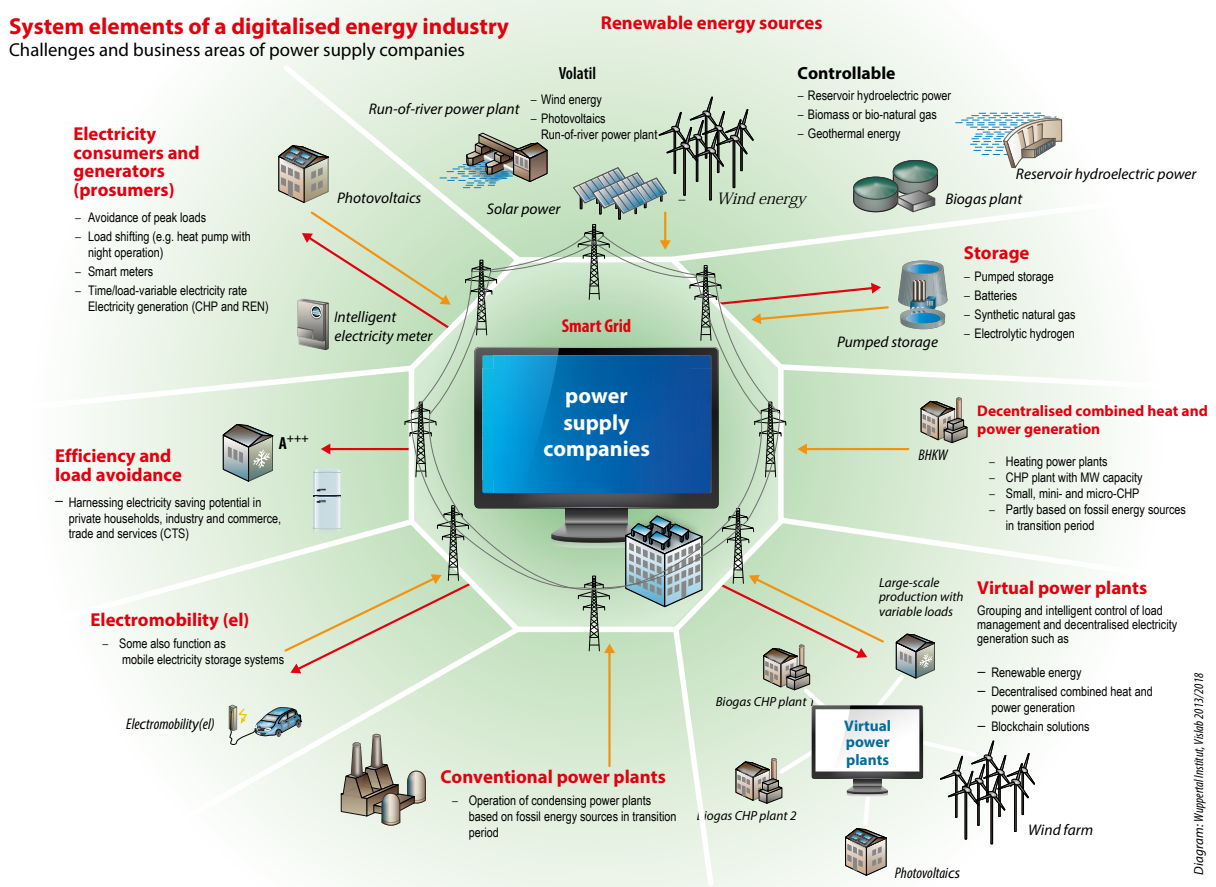 System elements of a digitalised energy industry
Challenges and business areas of power supply companies
Renewable energy sources
Volatil
– Wind energy
– Photovoltaics
Run-of-river power plant
Controllable
– Reservoir hydroelectric power
– Biomass or bio-natural gas
– Geothermal energy
Run-of-river power plant
Solar power
– Wind energy
Biogas plant
Reservoir hydroelectric power
Electricity
consumers and
generators
(prosumers)
– Avoidance of peak loads
– Load shifting (e.g. heat pump with
night operation)
– Smart meters
– Time/load-variable electricity rate
Electricity generation (CHP and REN)
Photovoltaics
Intelligent
electricity meter
Storage
– Pumped storage
– Batteries
– Synthetic natural gas
– Electrolytic hydrogen
Pumped storage
Smart Grid
power
supply
companies
Decentralised combined heat and
power generation
– Heating power plants
– CHP plant with MW capacity
– Small, mini- and micro-CHP
– Partly based on fossil energy sources
in transition period
BHKW
Efficiency and
load avoidance
– Harnessing electricity saving potential in
private households, industry and commerce,
trade and services (CTS)
A+++
Electromobility (el)
– Some also function as
mobile electricity storage systems
Electromobility(el)
Conventional power plants
– Operation of condensing power plants
based on fossil energy sources in transition
period
Virtual power plants
Grouping and intelligent control of load
management and decentralised electricity
generation such as
– Renewable energy
– Decentralised combined heat and
power generation
– Blockchain solutions
Large-scale
production with
variable loads
Biogas CHP plant 1
Virtual
power
plants
Biogas CHP plant 2
Wind farm
Photovoltaics
Diagram: Wuppertal Institut, Vislab 2013/2018